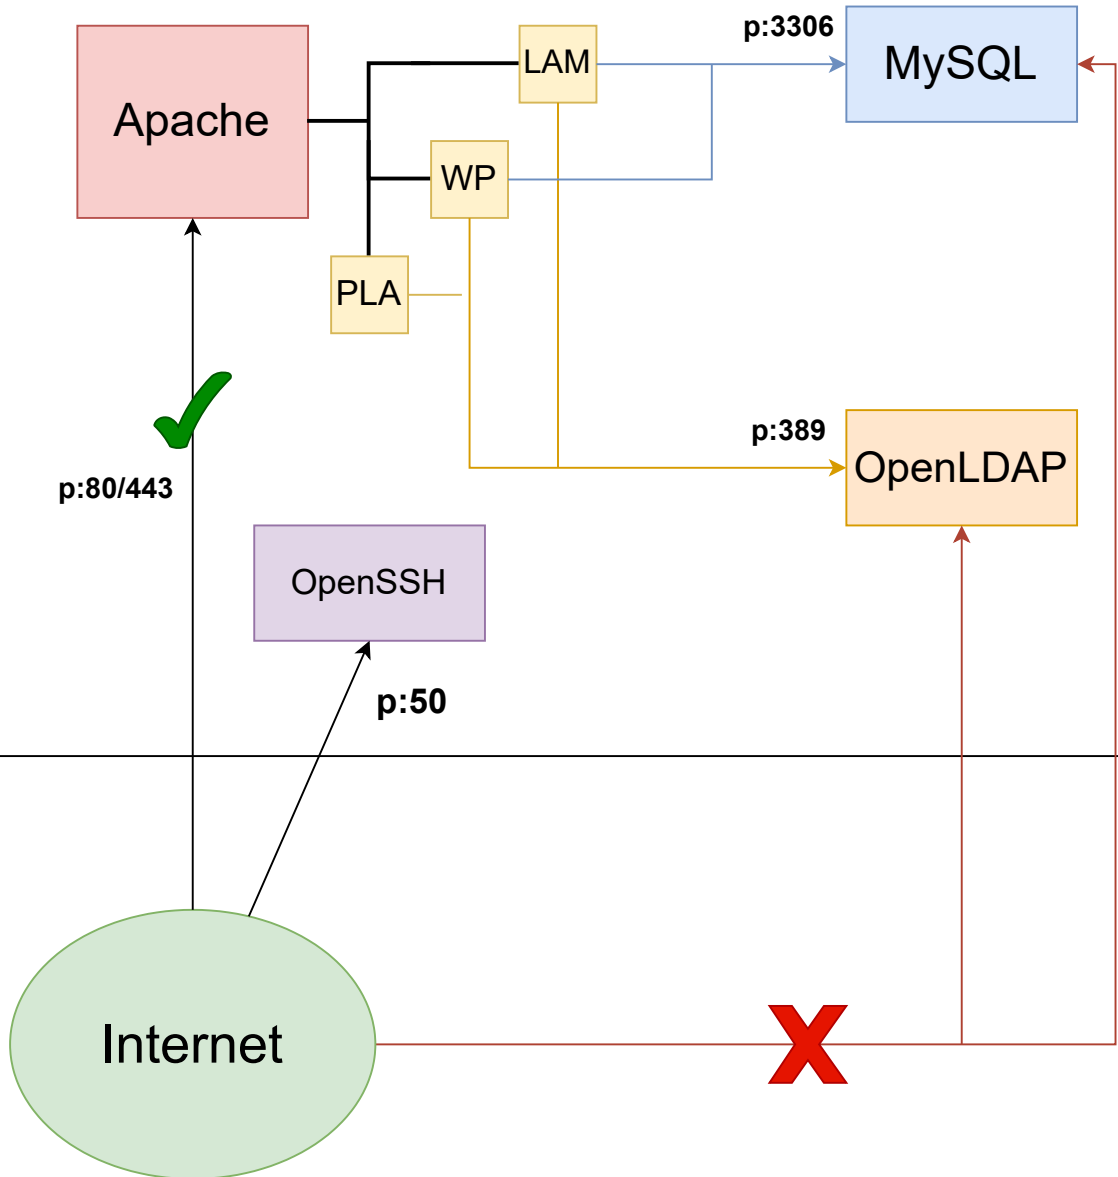 p:3306
LAM
MySQL
Apache
WP
PLA
p:389
OpenLDAP
p:80/443
OpenSSH
p:50
Internet